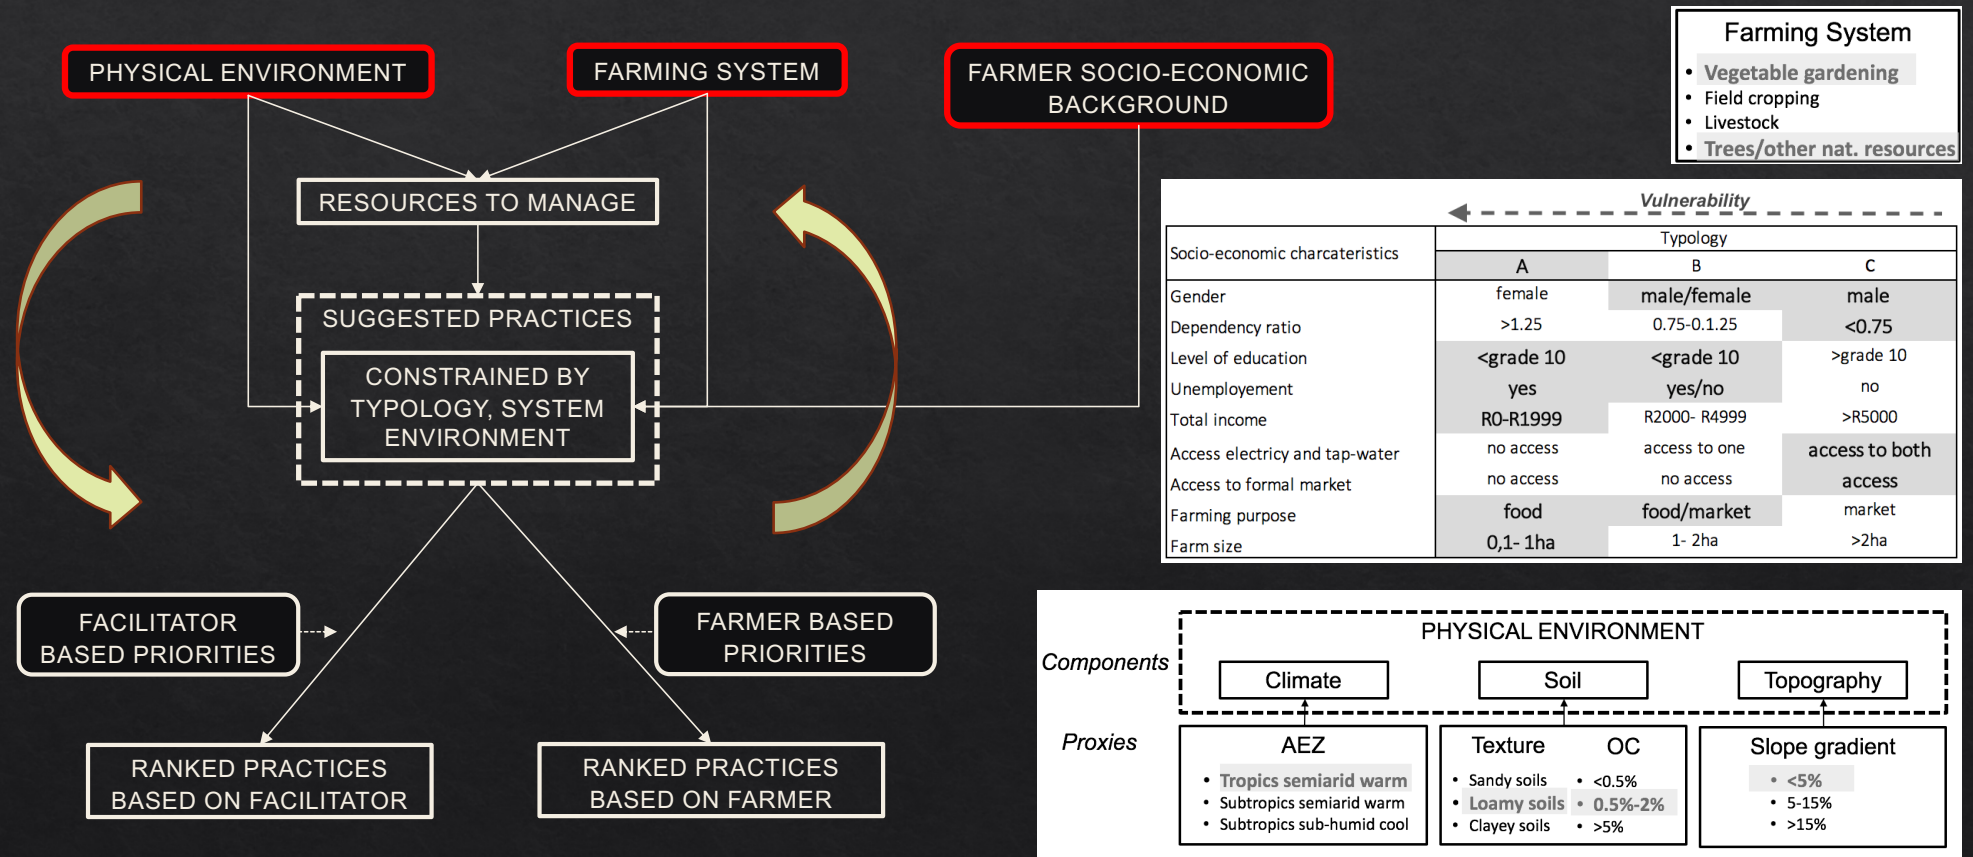 PHYSICAL ENVIRONMENT
FARMING SYSTEM
FARMER SOCIO-ECONOMIC
BACKGROUND
RESOURCES TO MANAGE
SUGGESTED PRACTICES
CONSTRAINED BY
TYPOLOGY, SYSTEM
ENVIRONMENT
FACILITATOR
BASED PRIORITIES
FARMER BASED
PRIORITIES
RANKED PRACTICES
BASED ON FACILITATOR
RANKED PRACTICES
BASED ON FARMER
Farming System
• Vegetable gardening
• Field cropping
• Livestock
• Trees/other nat. resources
Vulnerability
Socio-economic charcateristics
Typology
A B C
Gender female male/female male
Dependency ratio >1.25 0.75-0.1.25 <0.75
Level of education <grade 10 <grade 10 >grade 10
Unemployement yes yes/no no
Total income R0-R1999 R2000- R4999 >R5000
Access electricy and tap-water no access access to one access to both
Access to formal market no access no access access
Farming purpose food food/market market
Farm size 0,1- 1ha 1- 2ha >2ha
PHYSICAL ENVIRONMENT
Components
Climate Soil Topography
Proxies
AEZ
• Tropics semiarid warm
• Subtropics semiarid warm
• Subtropics sub-humid cool
Texture OC
• Sandy soils • <0.5%
• Loamy soils • 0.5%-2%
• Clayey soils • >5%
Slope gradient
• <5%
• 5-15%
• >15%